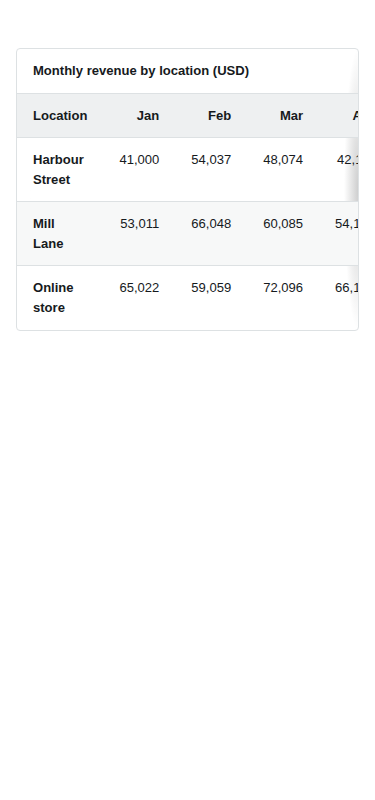 Monthly revenue by location (USD)
Location Jan Feb Mar
Harbour Street 41,000 54,037 48,074
Mill Lane 53,011 66,048 60,085
Online store 65,022 59,059 72,096